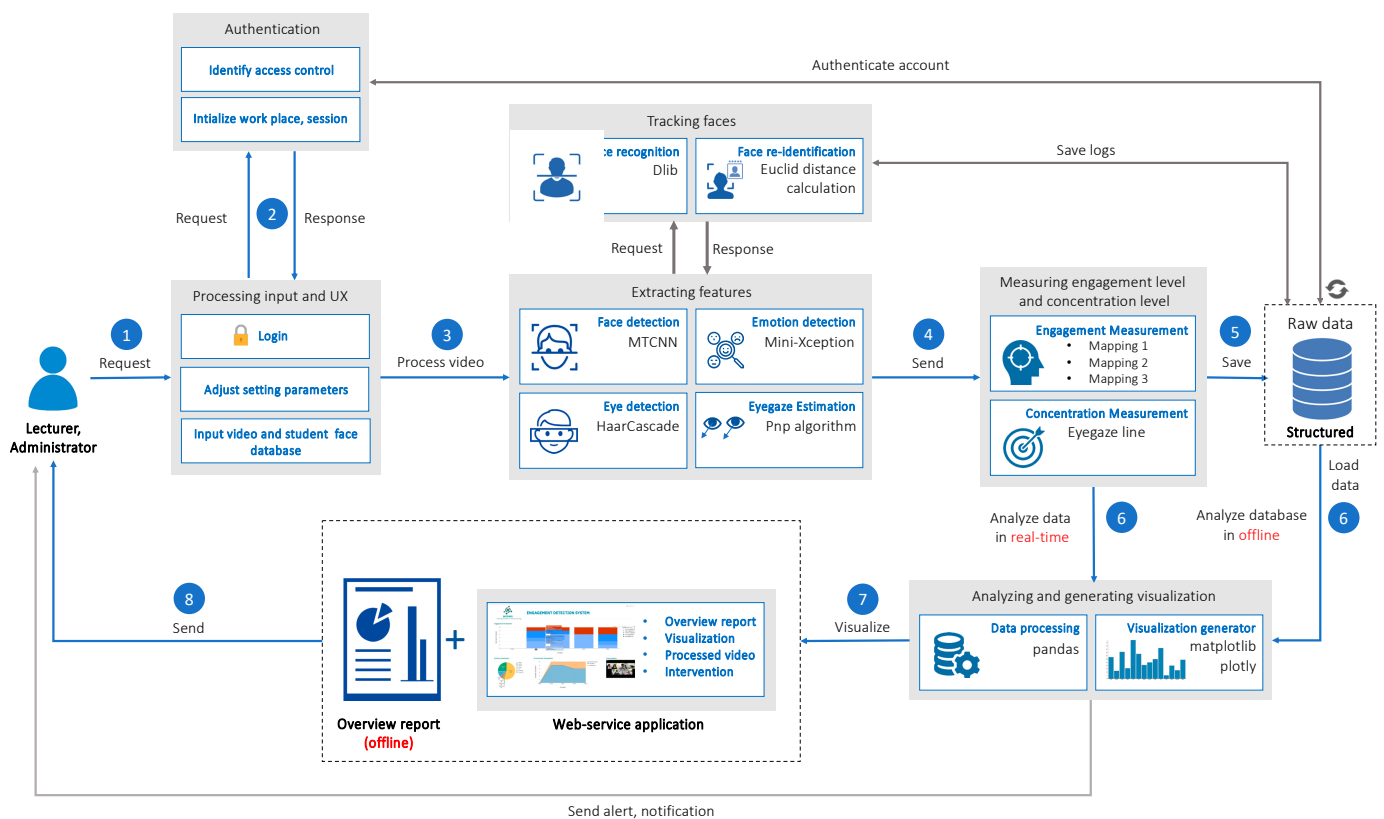 Authentication
Identify access control
Intialize work place, session
Authenticate account
Tracking faces
ce recognition
Dlib
Face re-identification
Euclid distance
calculation
Save logs
Request
2
Response
Request
Response
Processing input and UX
Login
Adjust setting parameters
Input video and student face
database
1
Request
Lecturer,
Administrator
3
Process video
Extracting features
Face detection
MTCNN
Emotion detection
Mini-Xception
Eye detection
HaarCascade
Eyegaze Estimation
Pnp algorithm
4
Send
Measuring engagement level
and concentration level
Engagement Measurement
• Mapping 1
• Mapping 2
• Mapping 3
Concentration Measurement
Eyegaze line
5
Save
Raw data
Structured
Load
data
6
Analyze database
in offline
Analyze data
in real-time
6
Analyzing and generating visualization
Data processing
pandas
Visualization generator
matplotlib
plotly
7
Visualize
ENGAGEMENT DETECTION SYSTEM
• Overview report
• Visualization
• Processed video
• Intervention
+
Overview report
(offline)
Web-service application
8
Send
Send alert, notification